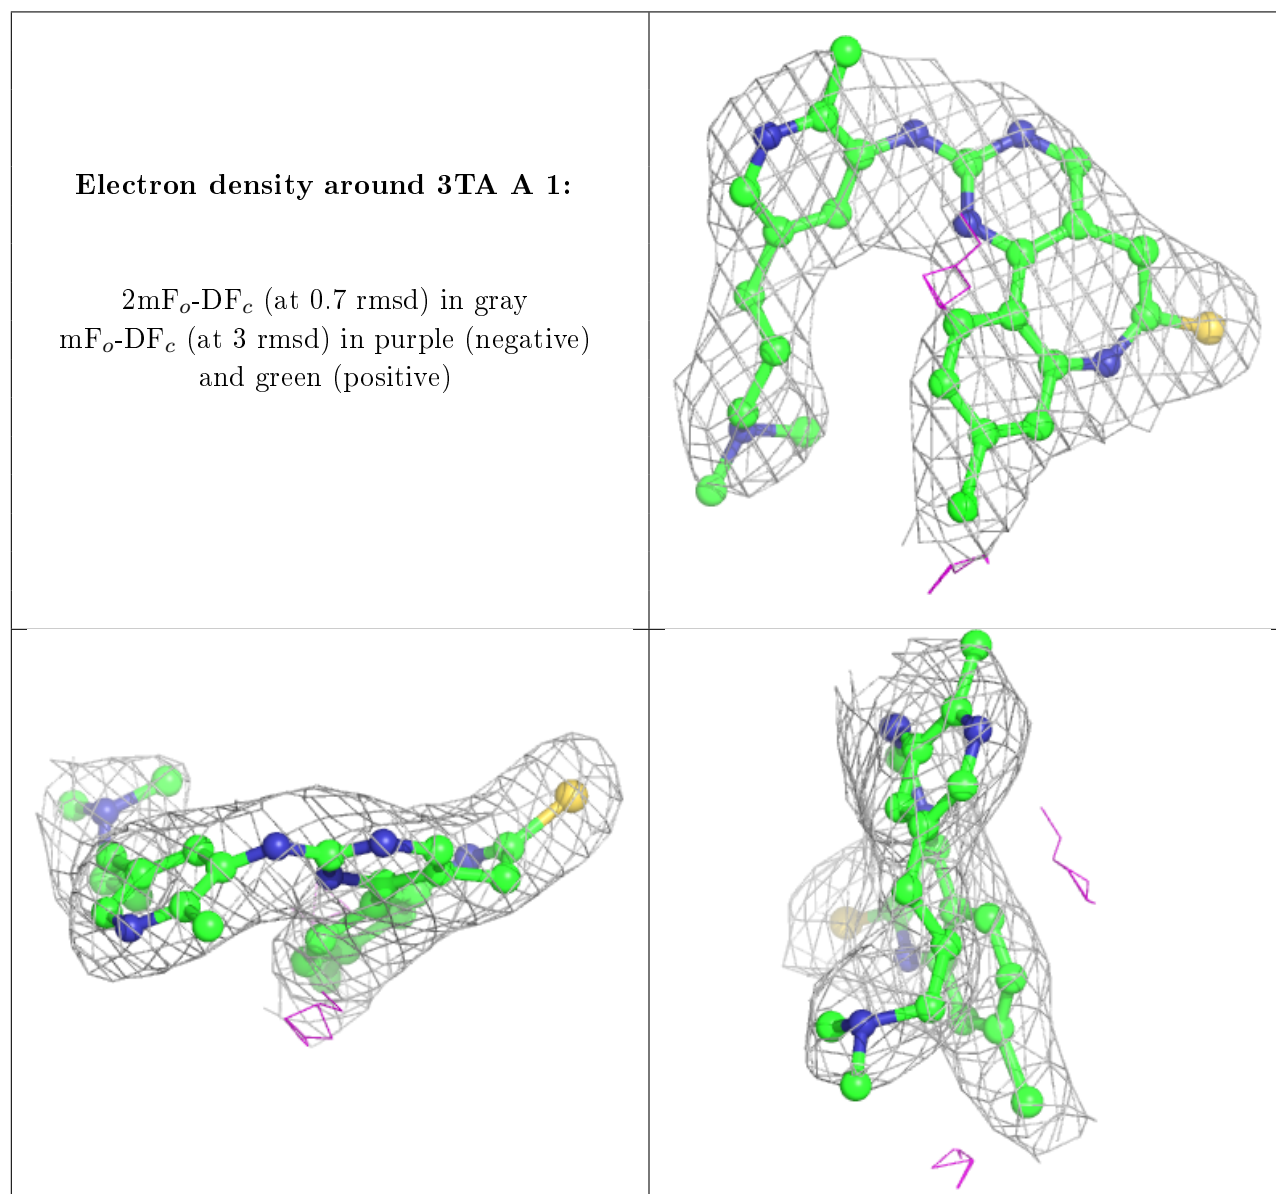 Electron density around 3TA A 1:
2mFo-DFc (at 0.7 rmsd) in gray
mFo-DFc (at 3 rmsd) in purple (negative)
and green (positive)